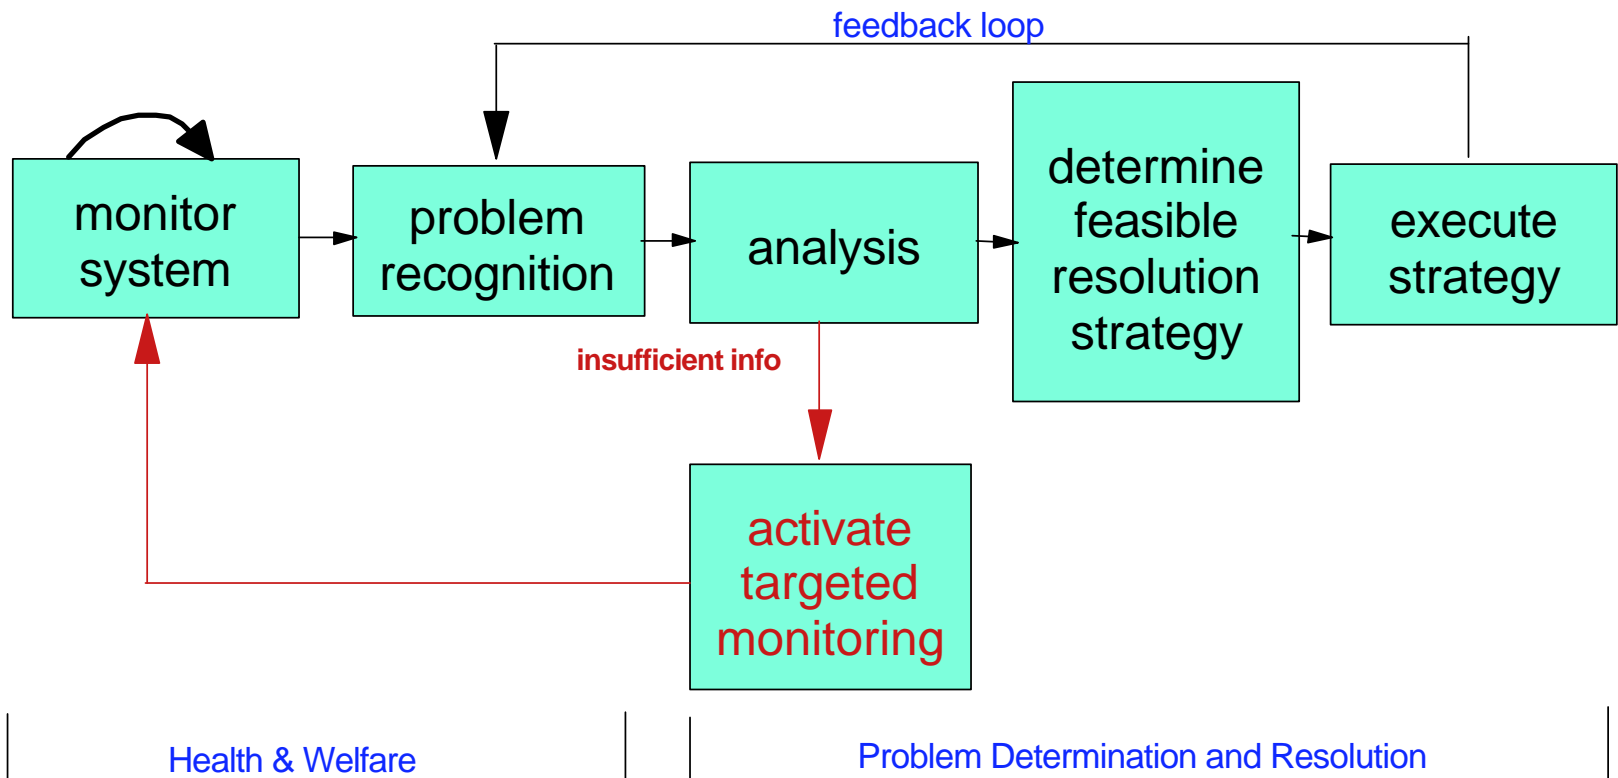 feedback loop
monitor
system
problem
recognition
analysis
determine
feasible
resolution
strategy
execute
strategy
insufficient info
activate
targeted
monitoring
Health & Welfare
Problem Determination and Resolution